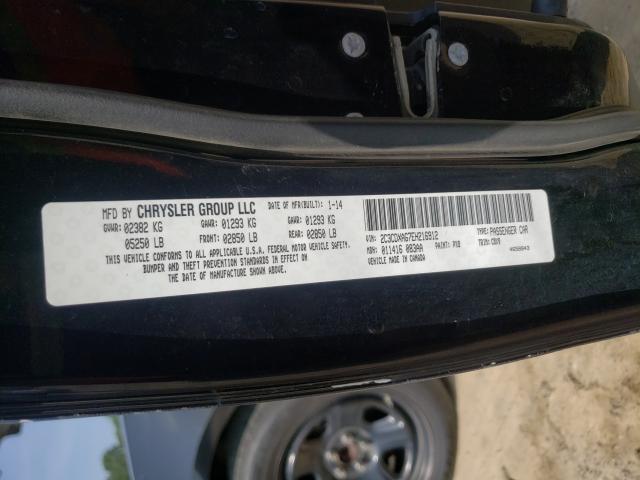 MFD BY CHRYSLER GROUP LLC DATE OF MFR(BUILT): 1-14
GVWR: 02382 KG GAWR: 01293 KG GAWR: 01293 KG
05250 LB FRONT: 02850 LB REAR: 02850 LB
THIS VEHICLE CONFORMS TO ALL APPLICABLE U.S.A. FEDERAL MOTOR VEHICLE SAFETY,
BUMPER AND THEFT PREVENTION STANDARDS IN EFFECT ON
THE DATE OF MANUFACTURE SHOWN ABOVE.
VIN: 2C3CDXAG7EH216912 TYPE: PASSENGER CAR
MDH: 011416 083AA PAINT: PX8 TRIM: C5X9
VEHICLE MADE IN CANADA